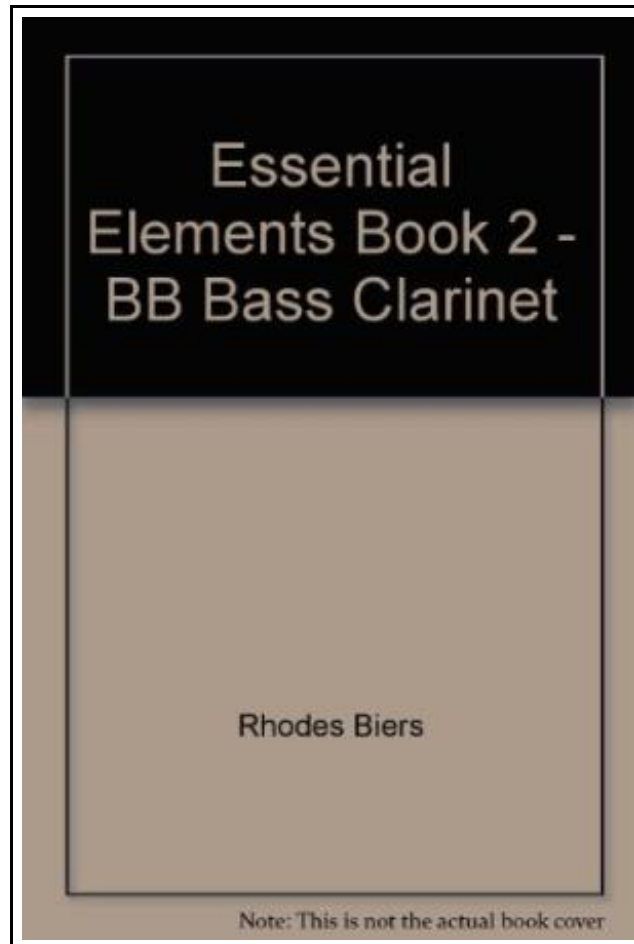 Essential
Elements Book 2 -
BB Bass Clarinet
Rhodes Biers
Note: This is not the actual book cover